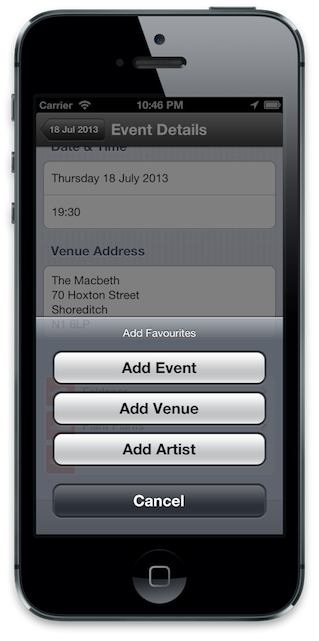 Carrier
10:46 PM
18 Jul 2013
Event Details
Date & Time
Thursday 18 July 2013
19:30
Venue Address
The Macbeth
70 Hoxton Street
Shoreditch
N1 6LP
Add Favourites
Add Event
Add Venue
Add Artist
Cancel